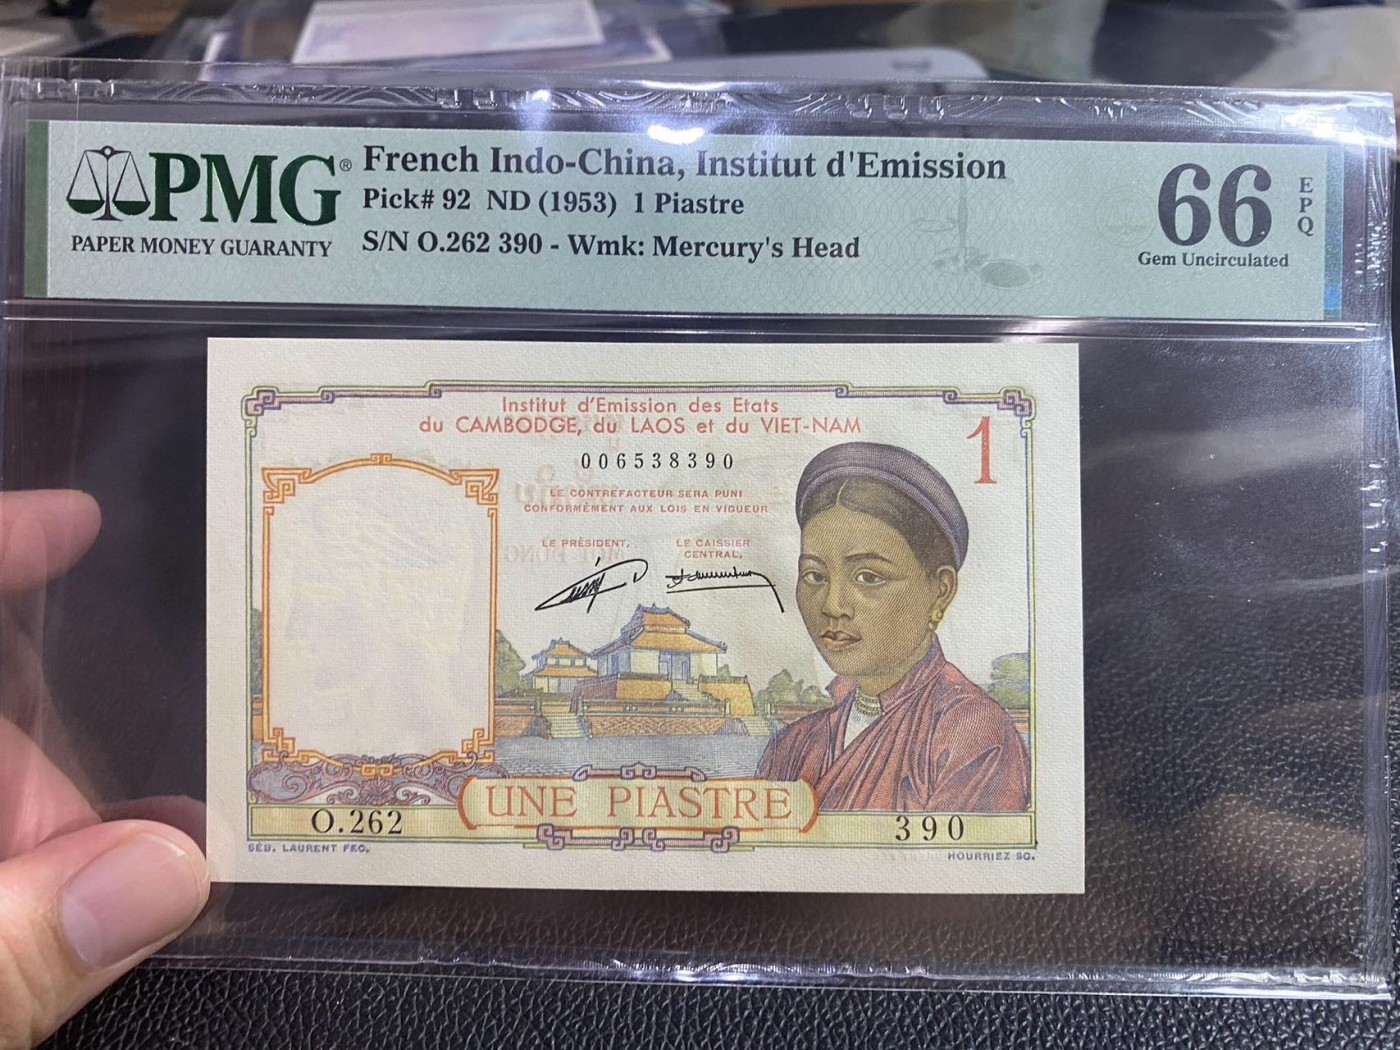 PMG®
PAPER MONEY GUARANTY
French Indo-China, Institut d'Emission
Pick# 92 ND (1953) 1 Piastre
S/N O.262 390 - Wmk: Mercury's Head
66
EPQ
Gem Uncirculated
Institut d'Emission des Etats
du CAMBODGE, du LAOS et du VIET-NAM
1
006538390
LE CONTREFACTEUR SERA PUNI
CONFORMÉMENT AUX LOIS EN VIGUEUR
LE PRÉSIDENT,
LE CAISSIER
CENTRAL,
UNE PIASTRE
O.262
390
SÉB. LAURENT FEC.
HOURRIEZ SC.